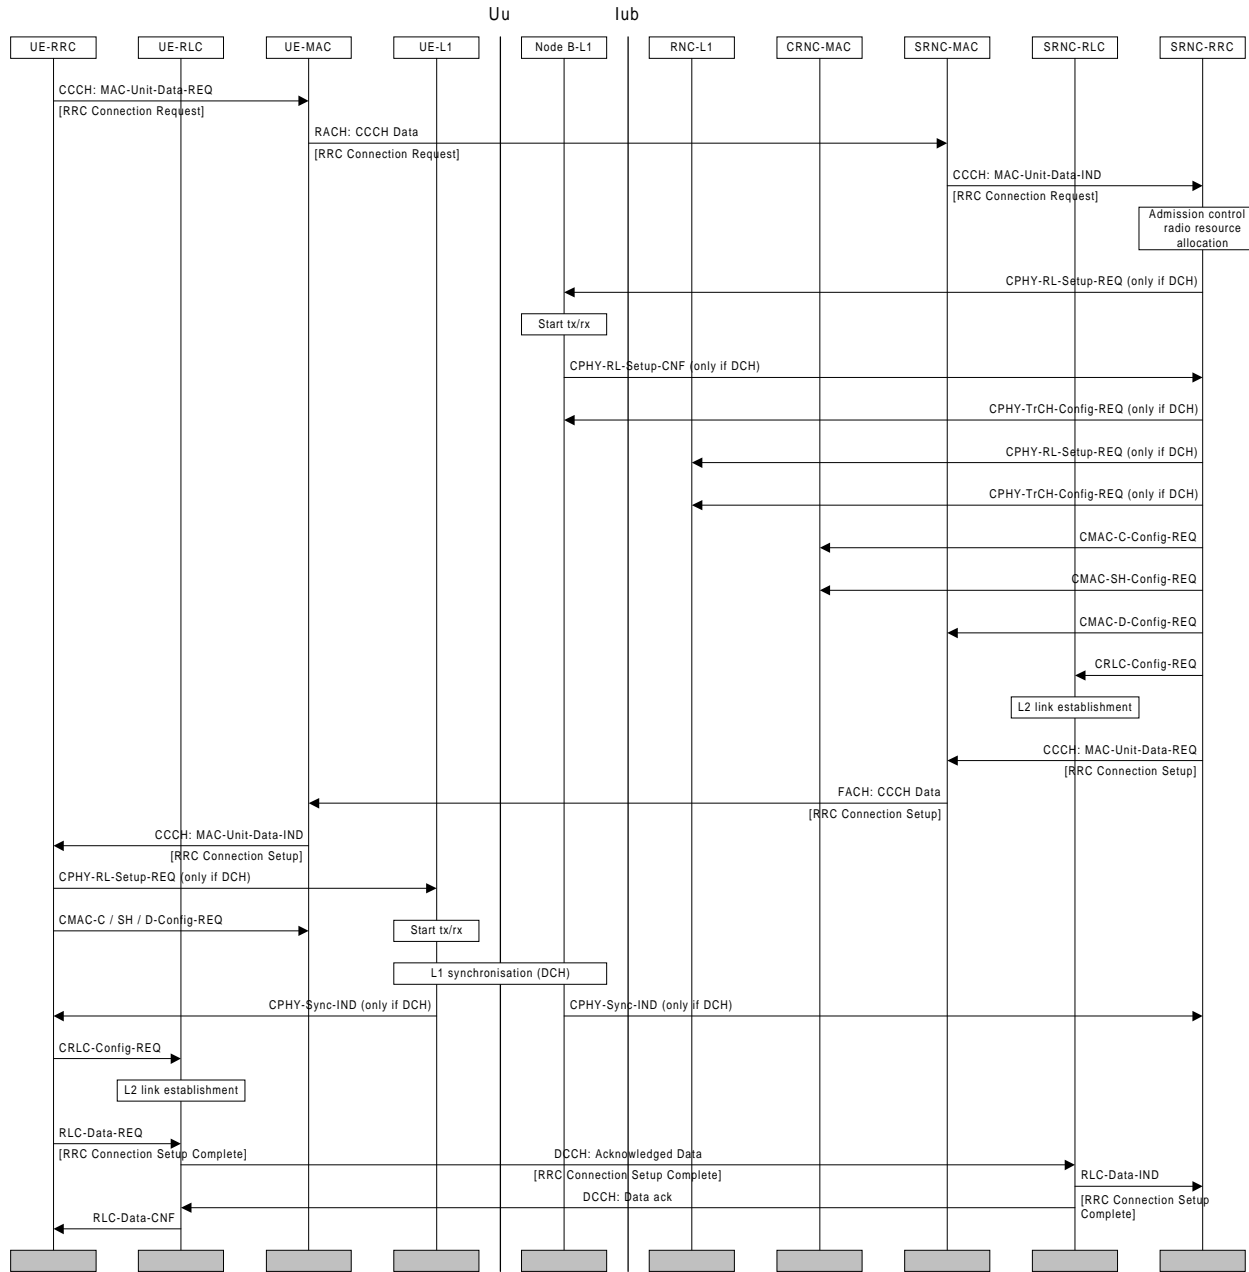 Uu
Iub
UE-RRC
UE-RLC
UE-MAC
UE-L1
Node B-L1
RNC-L1
CRNC-MAC
SRNC-MAC
SRNC-RLC
SRNC-RRC
CCCH: MAC-Unit-Data-REQ
[RRC Connection Request]
RACH: CCCH Data
[RRC Connection Request]
CCCH: MAC-Unit-Data-IND
[RRC Connection Request]
Admission control
radio resource
allocation
CPHY-RL-Setup-REQ (only if DCH)
Start tx/rx
CPHY-RL-Setup-CNF (only if DCH)
CPHY-TrCH-Config-REQ (only if DCH)
CPHY-RL-Setup-REQ (only if DCH)
CPHY-TrCH-Config-REQ (only if DCH)
CMAC-C-Config-REQ
CMAC-SH-Config-REQ
CMAC-D-Config-REQ
CRLC-Config-REQ
L2 link establishment
CCCH: MAC-Unit-Data-REQ
[RRC Connection Setup]
FACH: CCCH Data
[RRC Connection Setup]
CCCH: MAC-Unit-Data-IND
[RRC Connection Setup]
CPHY-RL-Setup-REQ (only if DCH)
CMAC-C / SH / D-Config-REQ
Start tx/rx
L1 synchronisation (DCH)
CPHY-Sync-IND (only if DCH)
CPHY-Sync-IND (only if DCH)
CRLC-Config-REQ
L2 link establishment
RLC-Data-REQ
[RRC Connection Setup Complete]
DCCH: Acknowledged Data
[RRC Connection Setup Complete]
RLC-Data-IND
[RRC Connection Setup
Complete]
DCCH: Data ack
RLC-Data-CNF